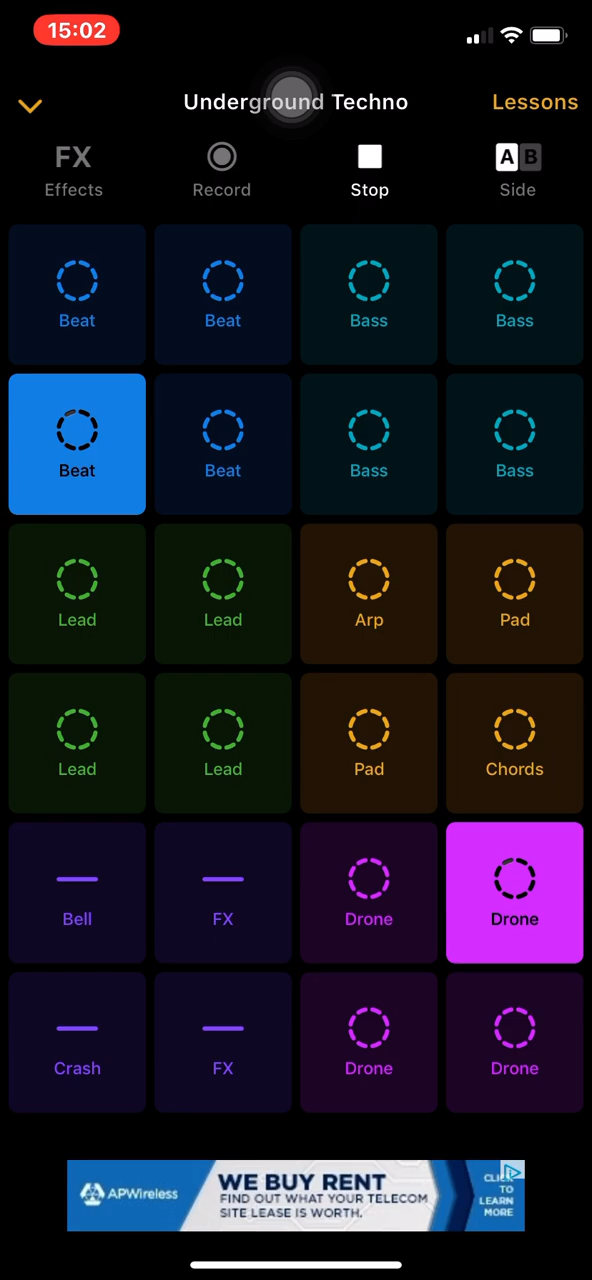 15:02
Underground Techno
Lessons
FX
A B
Effects
Record
Stop
Side
Beat
Beat
Bass
Bass
Beat
Beat
Bass
Bass
Lead
Lead
Arp
Pad
Lead
Lead
Pad
Chords
Bell
FX
Drone
Drone
Crash
FX
Drone
Drone
APWireless
WE BUY RENT
FIND OUT WHAT YOUR TELECOM
SITE LEASE IS WORTH.
CLICK
TO
LEARN
MORE